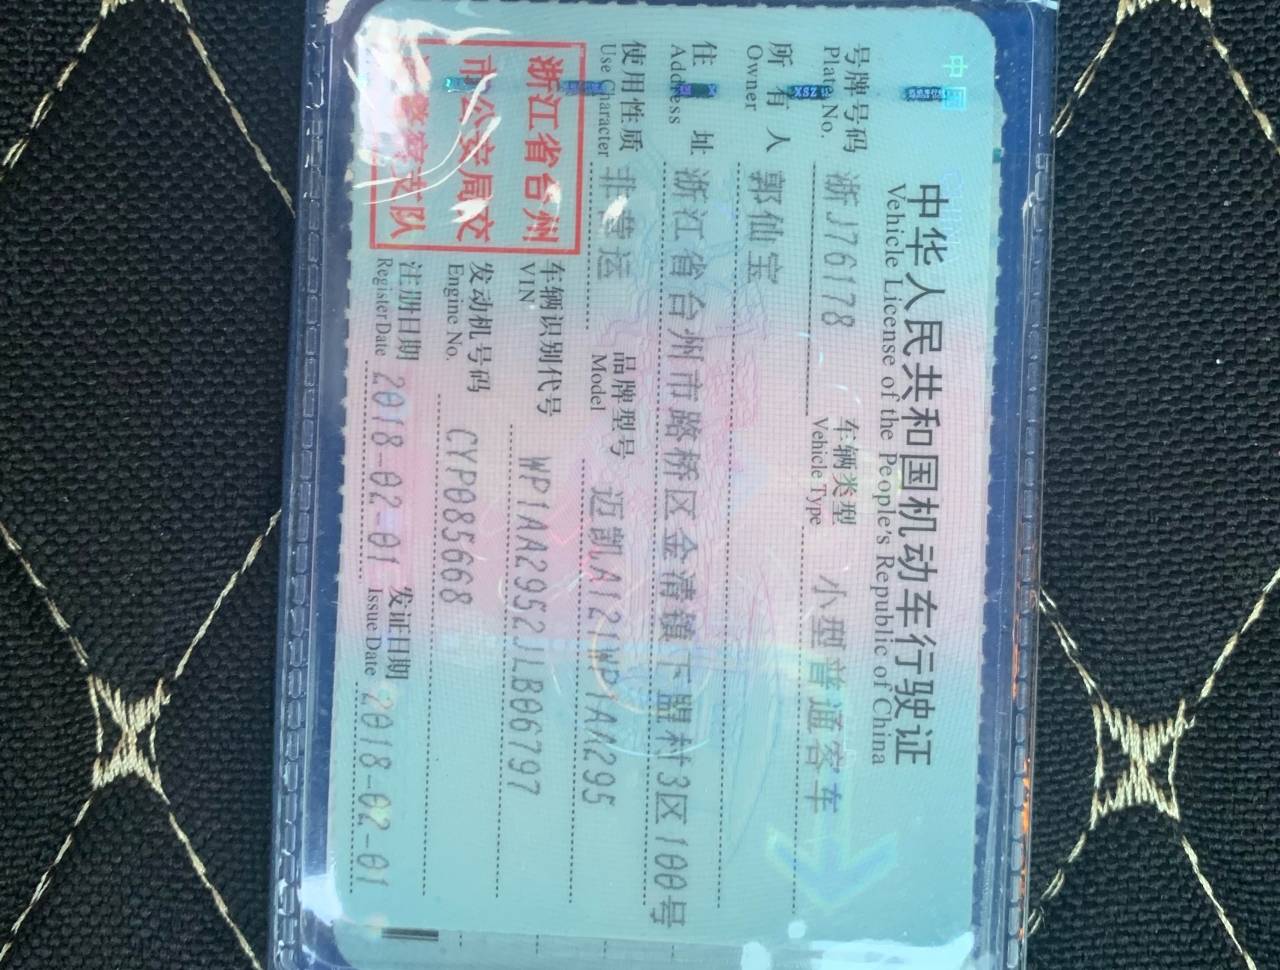 中华人民共和国机动车行驶证
Vehicle License of the People's Republic of China
号牌号码 浙J76178 车辆类型 小型普通客车
Plate No. Vehicle Type
所有人 郭仙宝
Owner
住址 浙江省台州市路桥区金清镇下盟村3区100号
Address
使用性质 非营运 品牌型号 迈凯A121WP1AA295
Use Character Model
浙江省台州
市公安局交
警支队
车辆识别代号 WP1AA2952JLB06797
VIN
发动机号码 CYP085668
Engine No.
注册日期 2018-02-01 发证日期 2018-02-01
Register Date Issue Date